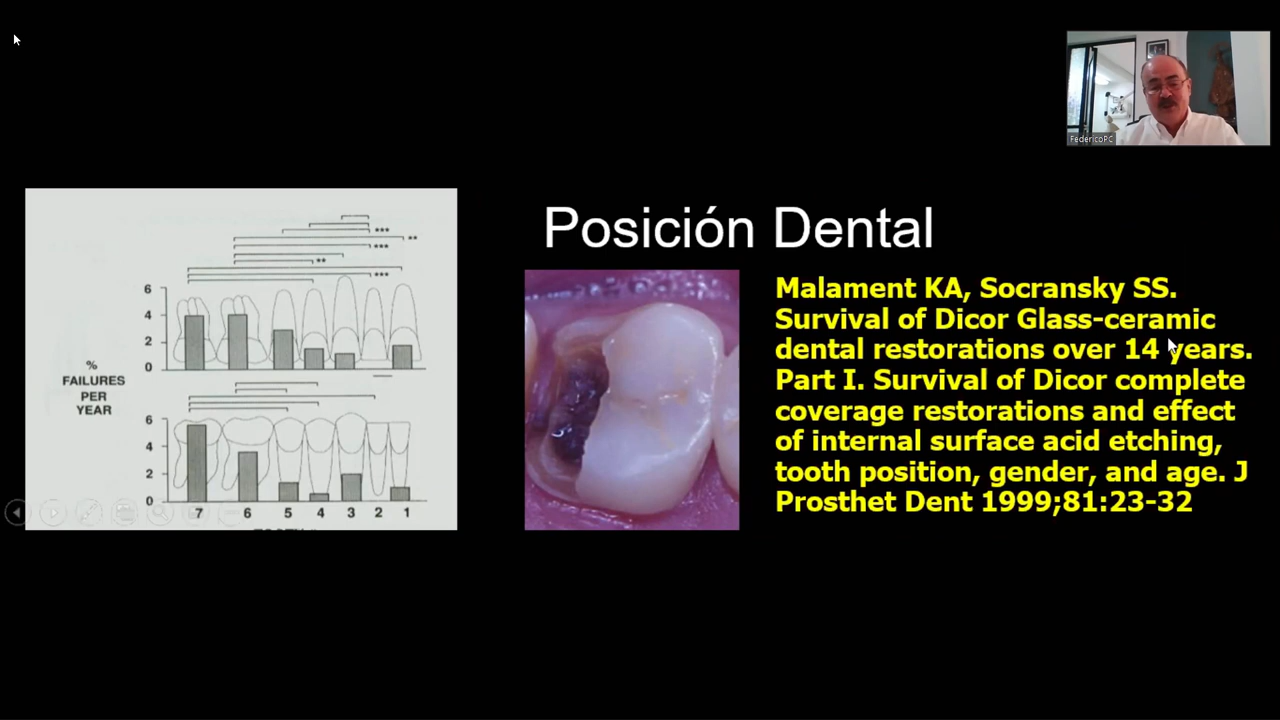 FedericoPC
Posición Dental
Malament KA, Socransky SS.
Survival of Dicor Glass-ceramic
dental restorations over 14 years.
Part I. Survival of Dicor complete
coverage restorations and effect
of internal surface acid etching,
tooth position, gender, and age. J
Prosthet Dent 1999;81:23-32
***
**
***
**
***
6
4
2
0
%
FAILURES
PER
YEAR
6
4
2
0
7 6 5 4 3 2 1